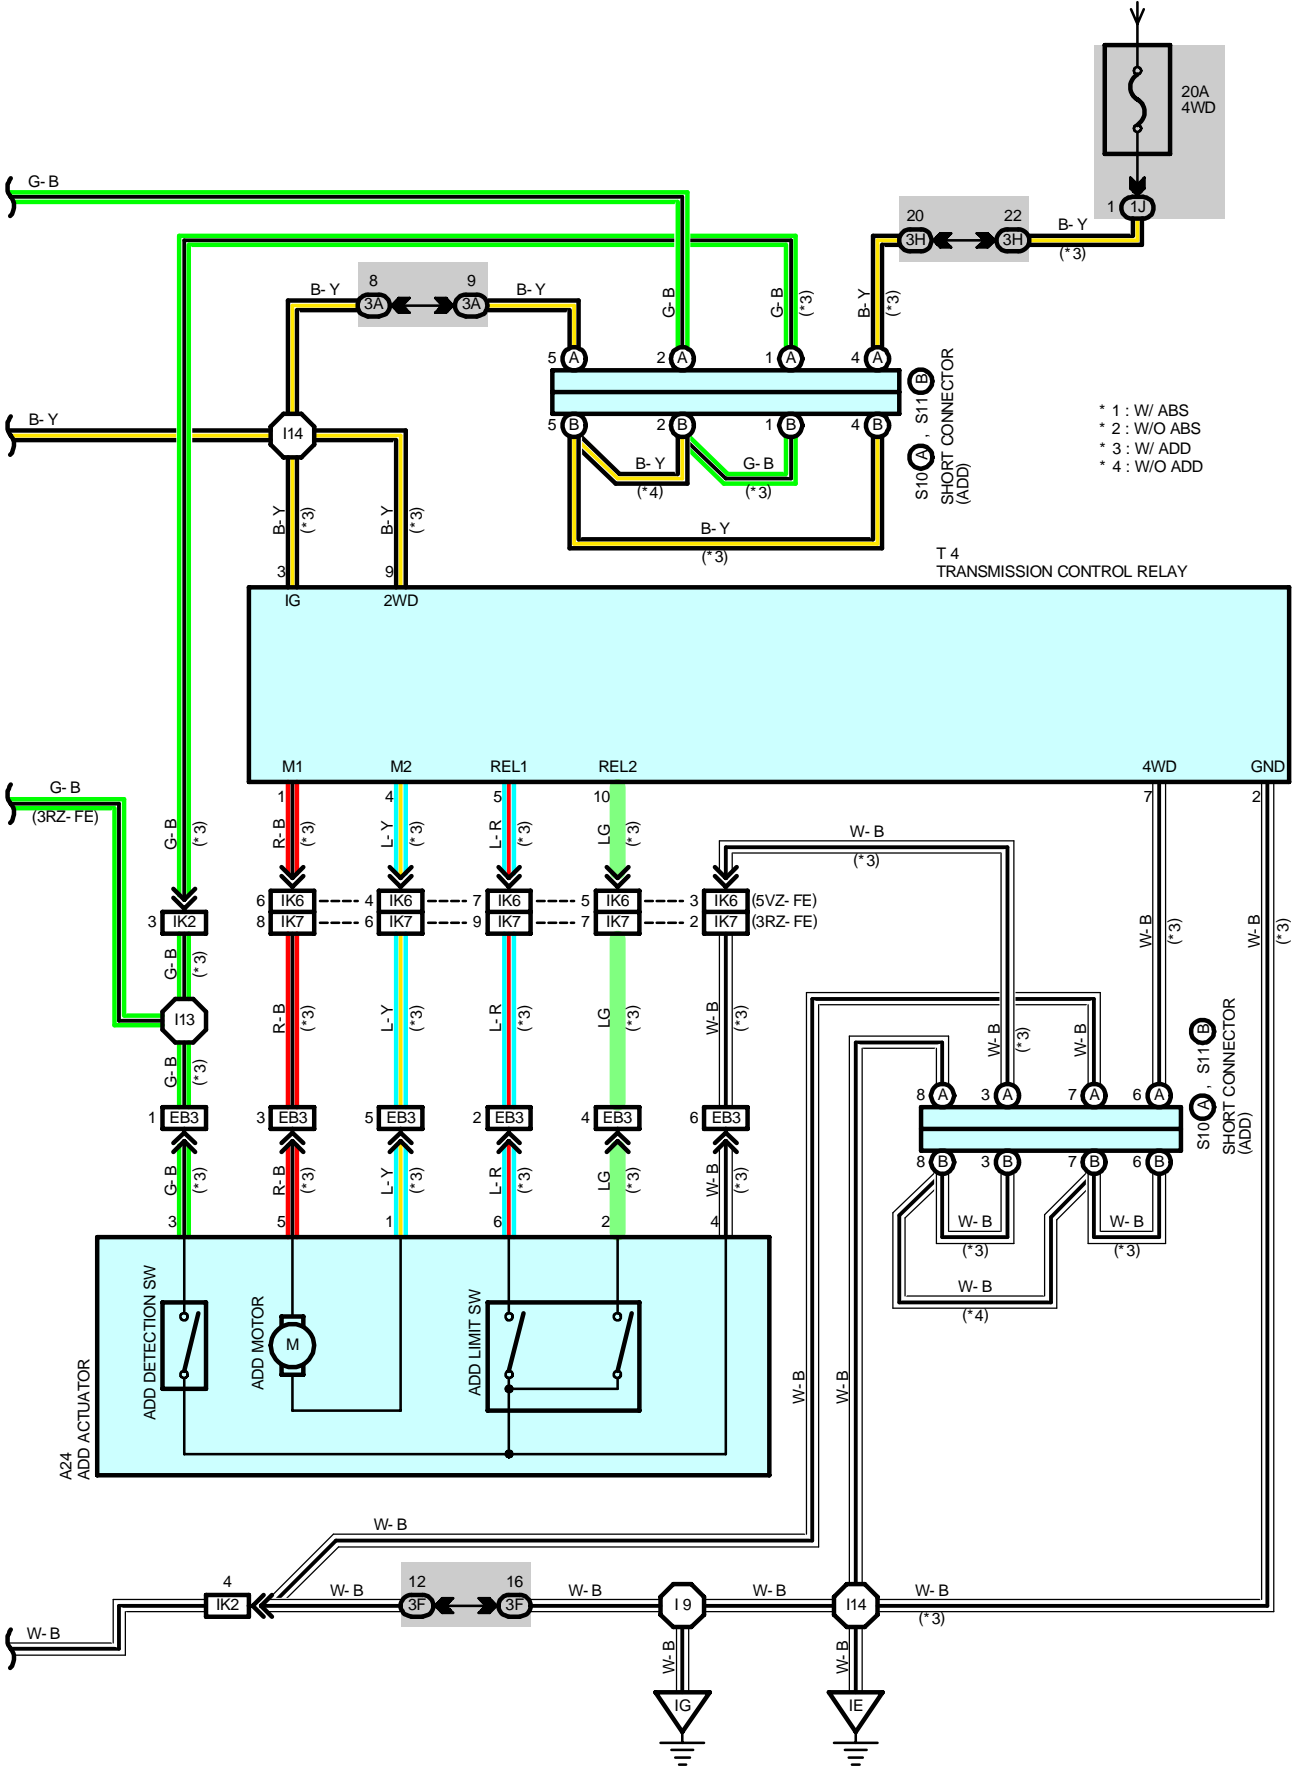 20A
4WD
1 1J
G-B
20 22
3H 3H
B-Y
(*3)
8 9
3A 3A
B-Y
B-Y
G-B
G-B
(*3)
B-Y
(*3)
5 A 2 A 1 A 4 A
5 B 2 B 1 B 4 B
S10 A , S11 B
SHORT CONNECTOR
(ADD)
B-Y
(*4)
G-B
(*3)
B-Y
(*3)
* 1 : W/ ABS
* 2 : W/O ABS
* 3 : W/ ADD
* 4 : W/O ADD
B-Y
I14
B-Y
(*3)
B-Y
(*3)
3 9
T 4
TRANSMISSION CONTROL RELAY
IG 2WD
M1 M2 REL1 REL2 4WD GND
1 4 5 10 7 2
G-B
(3RZ-FE)
G-B
(*3)
R-B
(*3)
L-Y
(*3)
L-R
(*3)
LG
(*3)
W-B
(*3)
W-B
(*3)
W-B
(*3)
3 IK2
6 IK6 4 IK6 7 IK6 5 IK6 3 IK6 (5VZ-FE)
8 IK7 6 IK7 9 IK7 7 IK7 2 IK7 (3RZ-FE)
G-B
(*3)
I13
G-B
(*3)
R-B
(*3)
L-Y
(*3)
L-R
(*3)
LG
(*3)
W-B
(*3)
W-B
(*3)
W-B
1 EB3 3 EB3 5 EB3 2 EB3 4 EB3 6 EB3
G-B
(*3)
R-B
(*3)
L-Y
(*3)
L-R
(*3)
LG
(*3)
W-B
(*3)
3 5 1 6 2 4
8 A 3 A 7 A 6 A
8 B 3 B 7 B 6 B
S10 A , S11 B
SHORT CONNECTOR
(ADD)
W-B
(*3)
W-B
(*3)
W-B
(*4)
ADD DETECTION SW
ADD MOTOR
M
ADD LIMIT SW
A24
ADD ACTUATOR
W-B
W-B
W-B
4
IK2
W-B
12 16
3F 3F
W-B
I 9
W-B
I14
W-B
(*3)
W-B
W-B
W-B
IG
IE